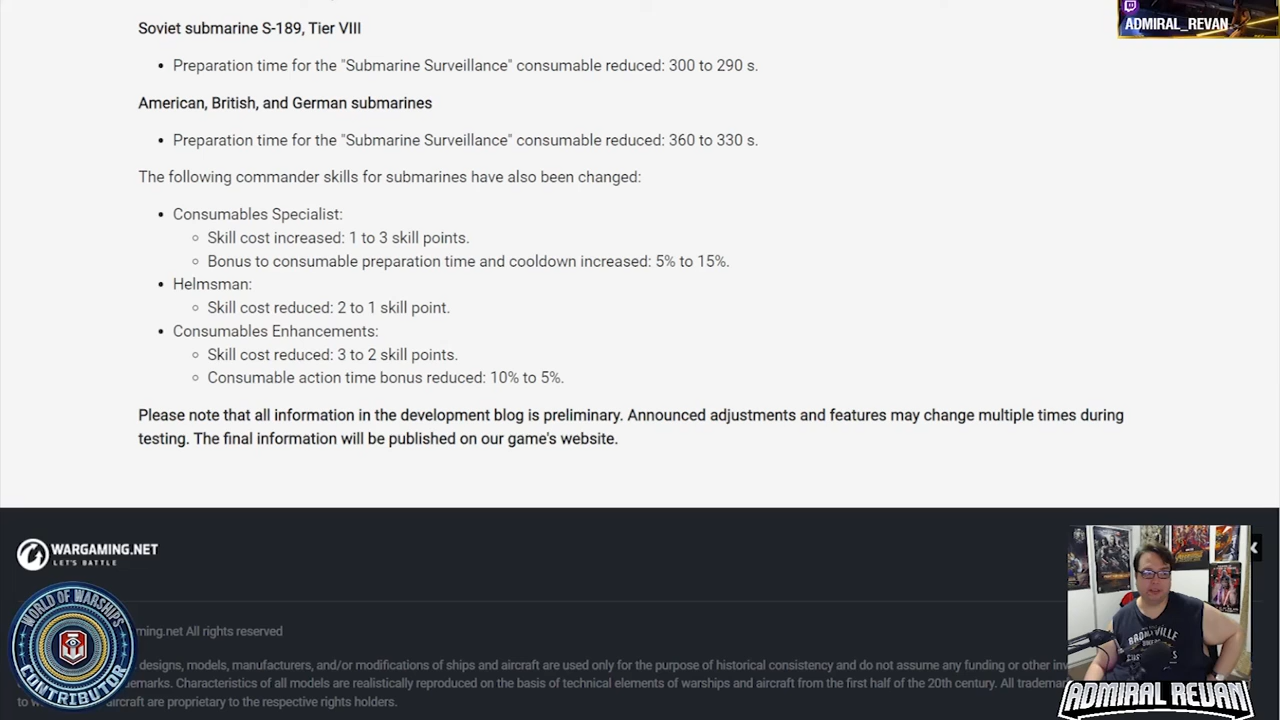 ADMIRAL_REVAN
Soviet submarine S-189, Tier VIII
• Preparation time for the "Submarine Surveillance" consumable reduced: 300 to 290 s.
American, British, and German submarines
• Preparation time for the "Submarine Surveillance" consumable reduced: 360 to 330 s.
The following commander skills for submarines have also been changed:
• Consumables Specialist:
○ Skill cost increased: 1 to 3 skill points.
○ Bonus to consumable preparation time and cooldown increased: 5% to 15%.
• Helmsman:
○ Skill cost reduced: 2 to 1 skill point.
• Consumables Enhancements:
○ Skill cost reduced: 3 to 2 skill points.
○ Consumable action time bonus reduced: 10% to 5%.
Please note that all information in the development blog is preliminary. Announced adjustments and features may change multiple times during
testing. The final information will be published on our game's website.
WARGAMING.NET
LET'S BATTLE
WORLD OF WARSHIPS
CONTRIBUTOR
ming.net All rights reserved
designs, models, manufacturers, and/or modifications of ships and aircraft are used only for the purpose of historical consistency and do not assume any funding or other inv
demarks. Characteristics of all models are realistically reproduced on the basis of technical elements of warships and aircraft from the first half of the 20th century. All tradema
to w aircraft are proprietary to the respective rights holders.
ADMIRAL REVAN